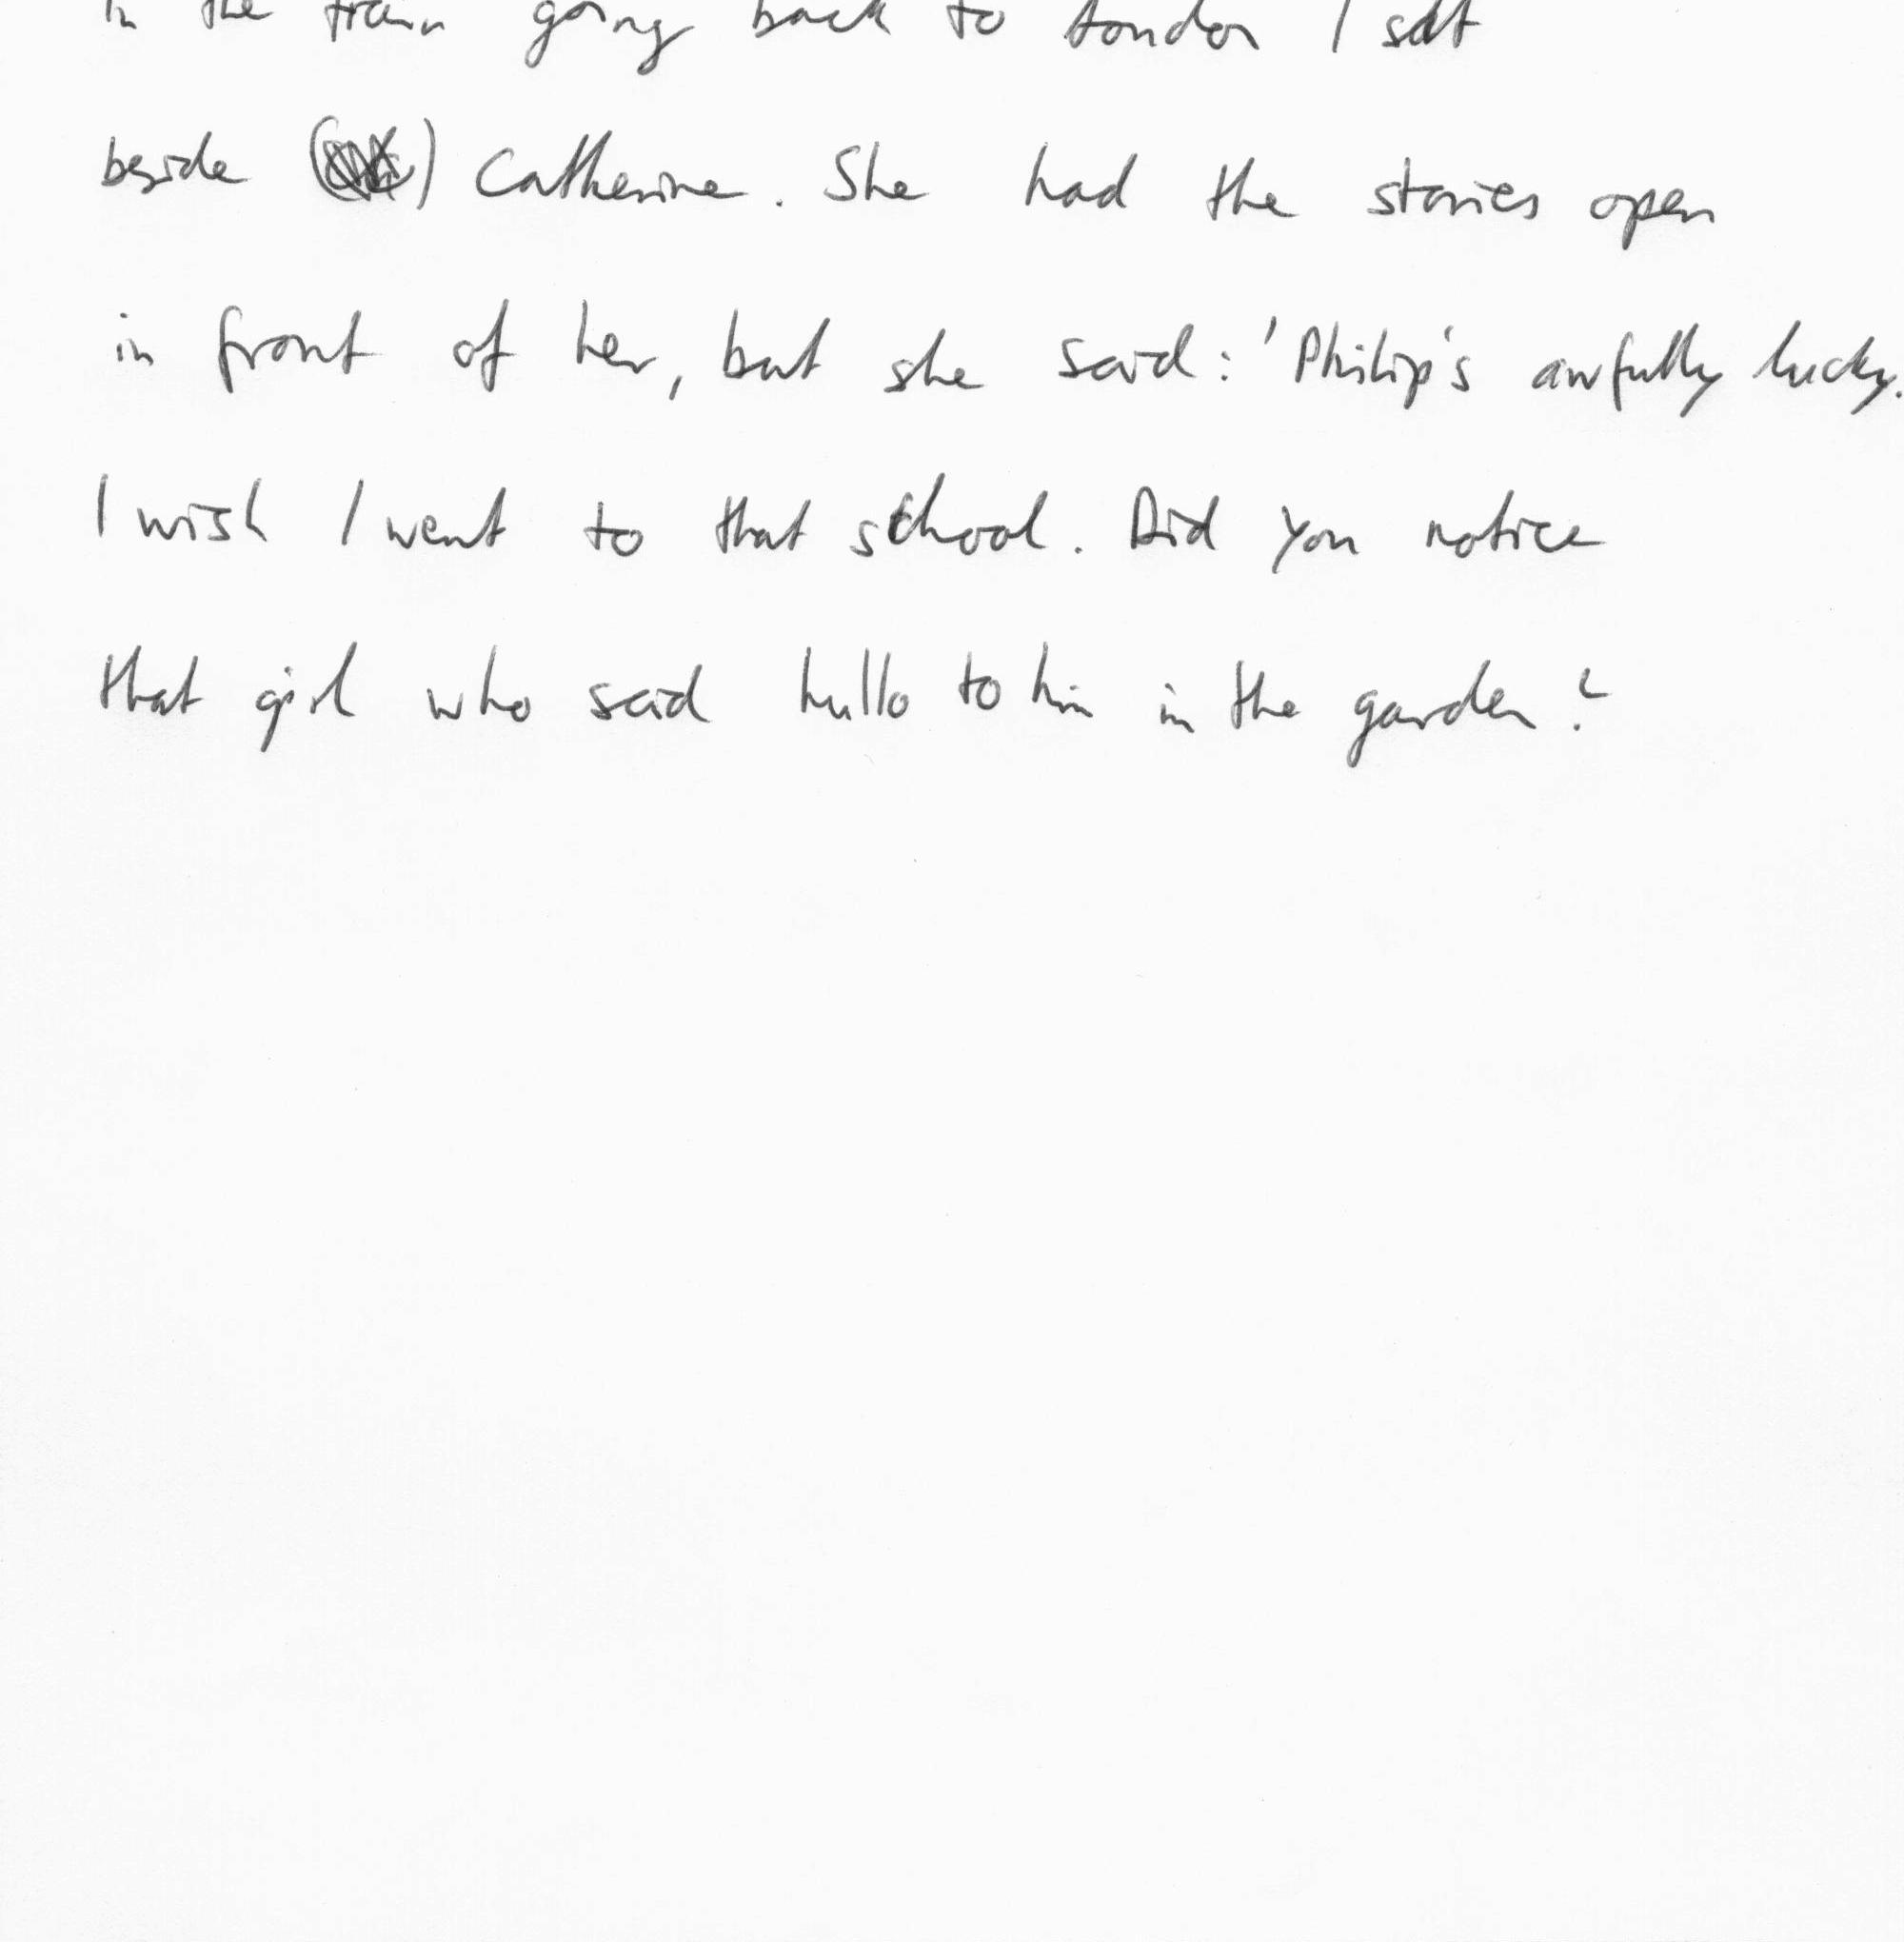 In the train going back to London I sat
beside Catherine. She had the stories open
in front of her, but she said: 'Philip's awfully lucky.
I wish I went to that school. Did you notice
that girl who said hullo to him in the garden?